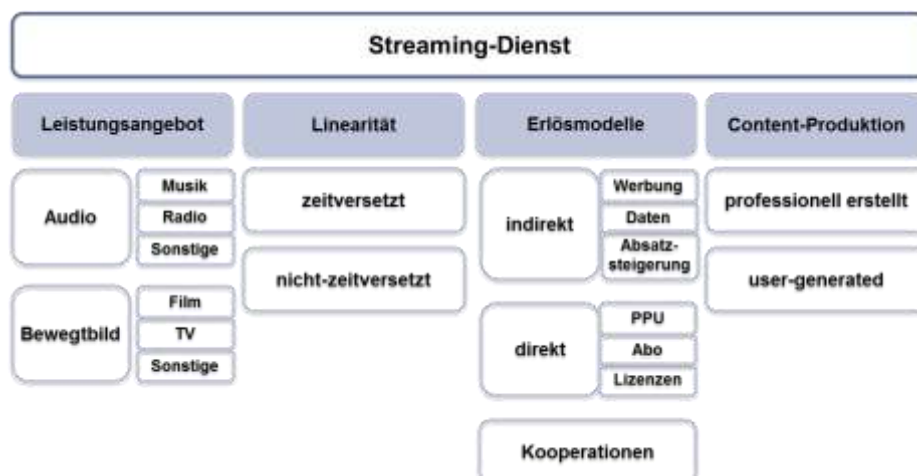 Streaming-Dienst
Leistungsangebot
Linearität
Erlösmodelle
Content-Produktion
Audio
Musik
Radio
Sonstige
Bewegtbild
Film
TV
Sonstige
zeitversetzt
nicht-zeitversetzt
indirekt
Werbung
Daten
Absatz-
steigerung
direkt
PPU
Abo
Lizenzen
Kooperationen
professionell erstellt
user-generated